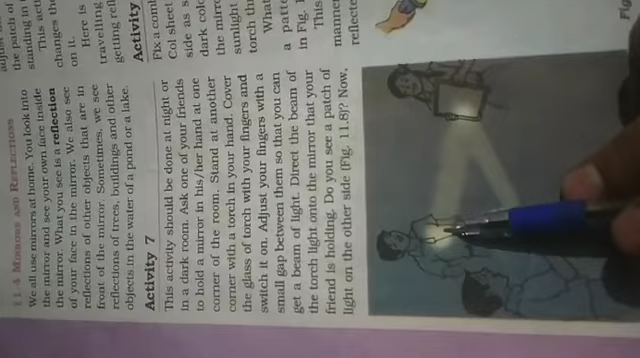 11.4 MIRRORS AND REFLECTIONS
We all use mirrors at home. You look into
the mirror and see your own face inside
the mirror. What you see is a reflection
of your face in the mirror. We also see
reflections of other objects that are in
front of the mirror. Sometimes, we see
reflections of trees, buildings and other
objects in the water of a pond or a lake.
Activity 7
This activity should be done at night or
in a dark room. Ask one of your friends
to hold a mirror in his/her hand at one
corner of the room. Stand at another
corner with a torch in your hand. Cover
the glass of torch with your fingers and
switch it on. Adjust your fingers with a
small gap between them so that you can
get a beam of light. Direct the beam of
the torch light onto the mirror that your
friend is holding. Do you see a patch of
light on the other side (Fig. 11.8)? Now,
the patch of
standing in
This acti
changes the
on it.
Here is
travelling
getting refl
Activity
Fix a comb
Col sheet
side as s
dark colo
the mirro
sunlight
torch thr
What
a patte
in Fig. 1
This
manner
reflecte
Fig